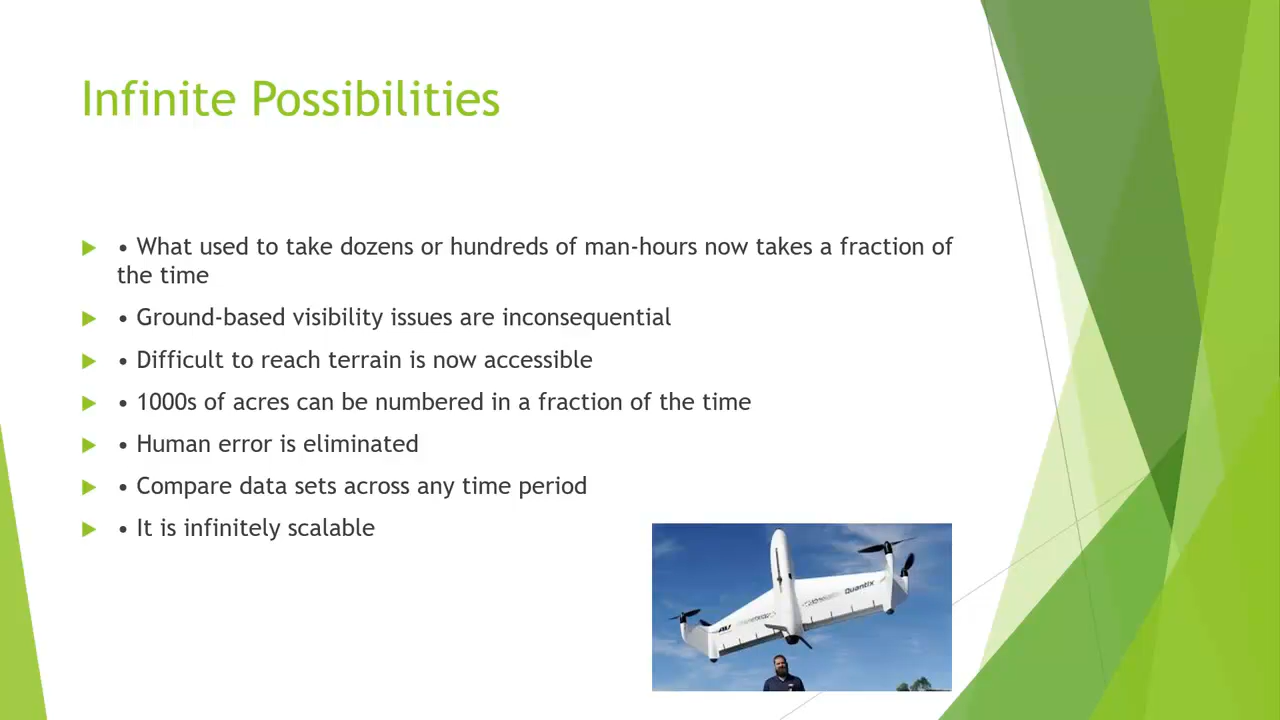 Infinite Possibilities
• What used to take dozens or hundreds of man-hours now takes a fraction of
the time
• Ground-based visibility issues are inconsequential
• Difficult to reach terrain is now accessible
• 1000s of acres can be numbered in a fraction of the time
• Human error is eliminated
• Compare data sets across any time period
• It is infinitely scalable
Quantix
AV